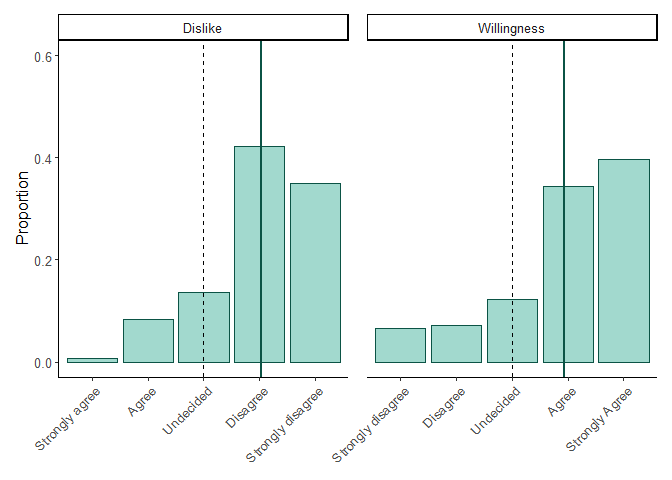 Dislike
Willingness
Proportion
0.6
0.4
0.2
0.0
Strongly agree
Agree
Undecided
Disagree
Strongly disagree
Strongly disagree
Disagree
Undecided
Agree
Strongly Agree